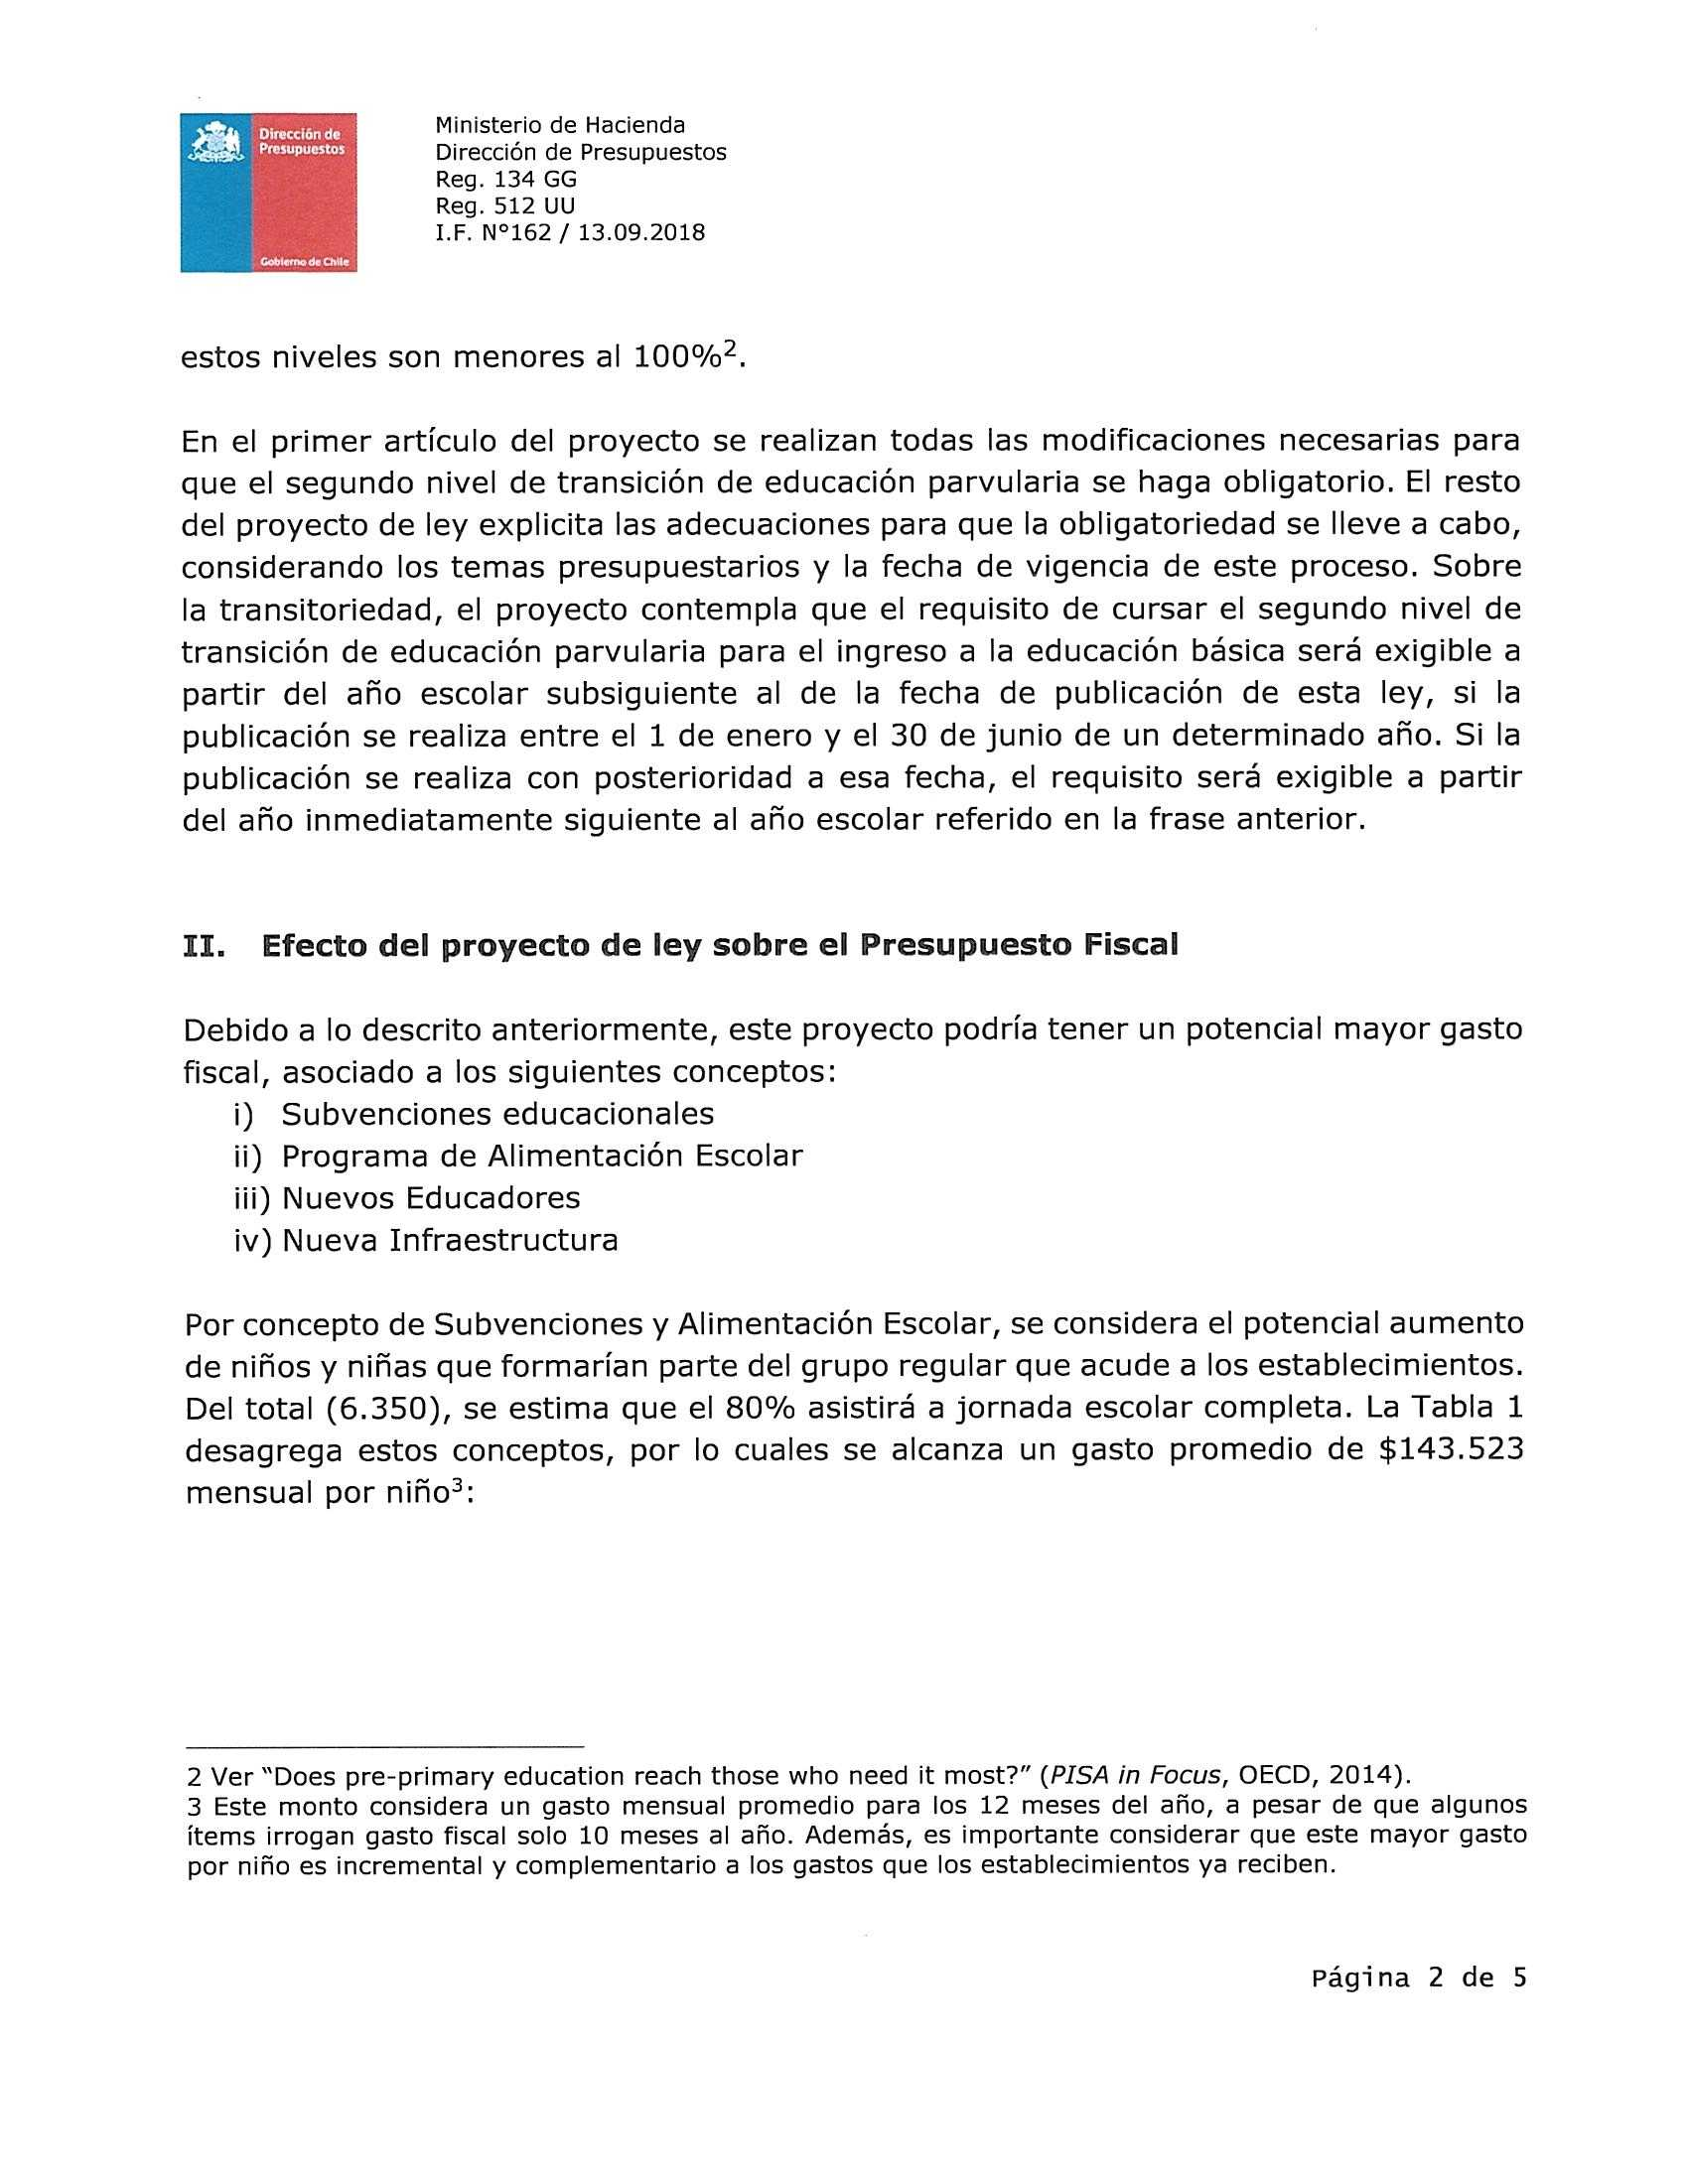 Dirección de
Presupuestos
Gobierno de Chile
Ministerio de Hacienda
Dirección de Presupuestos
Reg. 134 GG
Reg. 512 UU
I.F. N°162 / 13.09.2018
estos niveles son menores al 100%².
En el primer artículo del proyecto se realizan todas las modificaciones necesarias para
que el segundo nivel de transición de educación parvularia se haga obligatorio. El resto
del proyecto de ley explicita las adecuaciones para que la obligatoriedad se lleve a cabo,
considerando los temas presupuestarios y la fecha de vigencia de este proceso. Sobre
la transitoriedad, el proyecto contempla que el requisito de cursar el segundo nivel de
transición de educación parvularia para el ingreso a la educación básica será exigible a
partir del año escolar subsiguiente al de la fecha de publicación de esta ley, si la
publicación se realiza entre el 1 de enero y el 30 de junio de un determinado año. Si la
publicación se realiza con posterioridad a esa fecha, el requisito será exigible a partir
del año inmediatamente siguiente al año escolar referido en la frase anterior.
II. Efecto del proyecto de ley sobre el Presupuesto Fiscal
Debido a lo descrito anteriormente, este proyecto podría tener un potencial mayor gasto
fiscal, asociado a los siguientes conceptos:
i) Subvenciones educacionales
ii) Programa de Alimentación Escolar
iii) Nuevos Educadores
iv) Nueva Infraestructura
Por concepto de Subvenciones y Alimentación Escolar, se considera el potencial aumento
de niños y niñas que formarían parte del grupo regular que acude a los establecimientos.
Del total (6.350), se estima que el 80% asistirá a jornada escolar completa. La Tabla 1
desagrega estos conceptos, por lo cuales se alcanza un gasto promedio de $143.523
mensual por niño³:
2 Ver "Does pre-primary education reach those who need it most?" (PISA in Focus, OECD, 2014).
3 Este monto considera un gasto mensual promedio para los 12 meses del año, a pesar de que algunos
ítems irrogan gasto fiscal solo 10 meses al año. Además, es importante considerar que este mayor gasto
por niño es incremental y complementario a los gastos que los establecimientos ya reciben.
Página 2 de 5